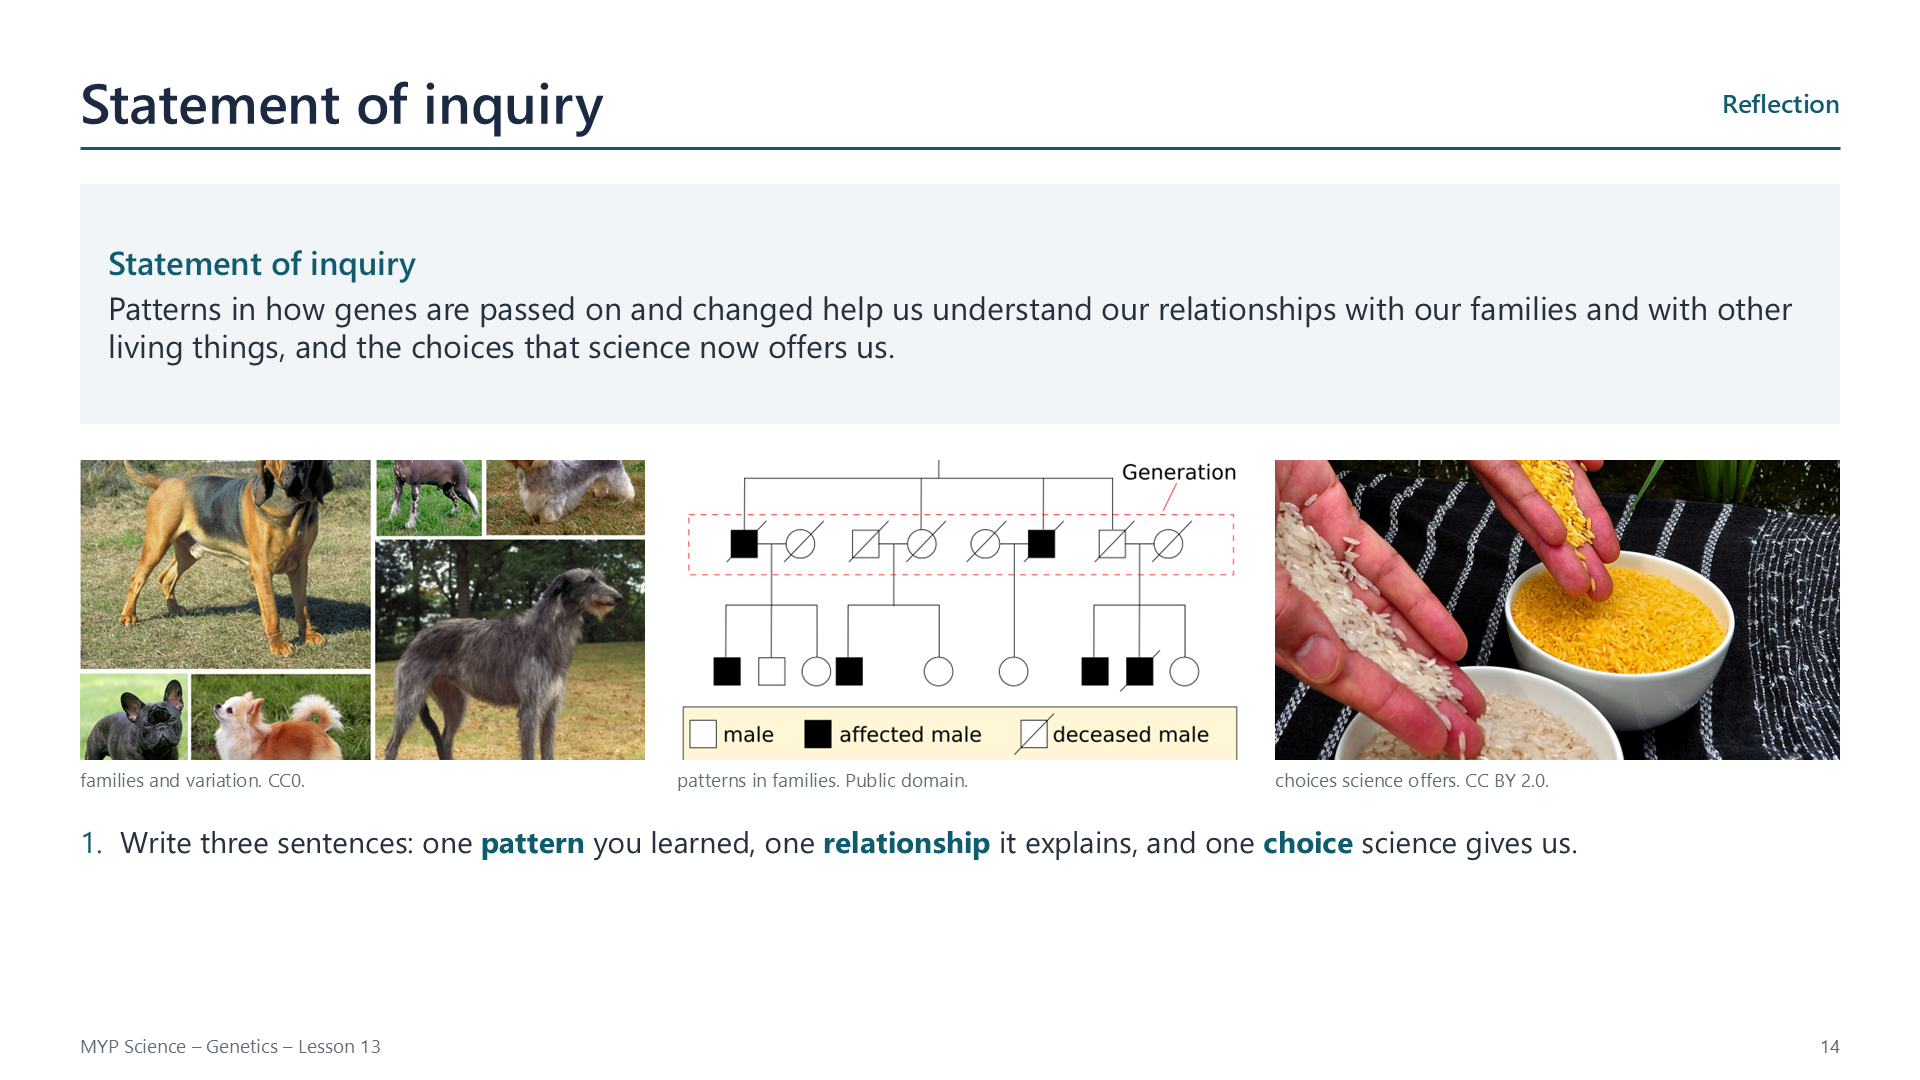 Statement of inquiry
Reflection
Statement of inquiry
Patterns in how genes are passed on and changed help us understand our relationships with our families and with other
living things, and the choices that science now offers us.
Generation
male
affected male
deceased male
families and variation. CC0.
patterns in families. Public domain.
choices science offers. CC BY 2.0.
1. Write three sentences: one pattern you learned, one relationship it explains, and one choice science gives us.
MYP Science – Genetics – Lesson 13
14